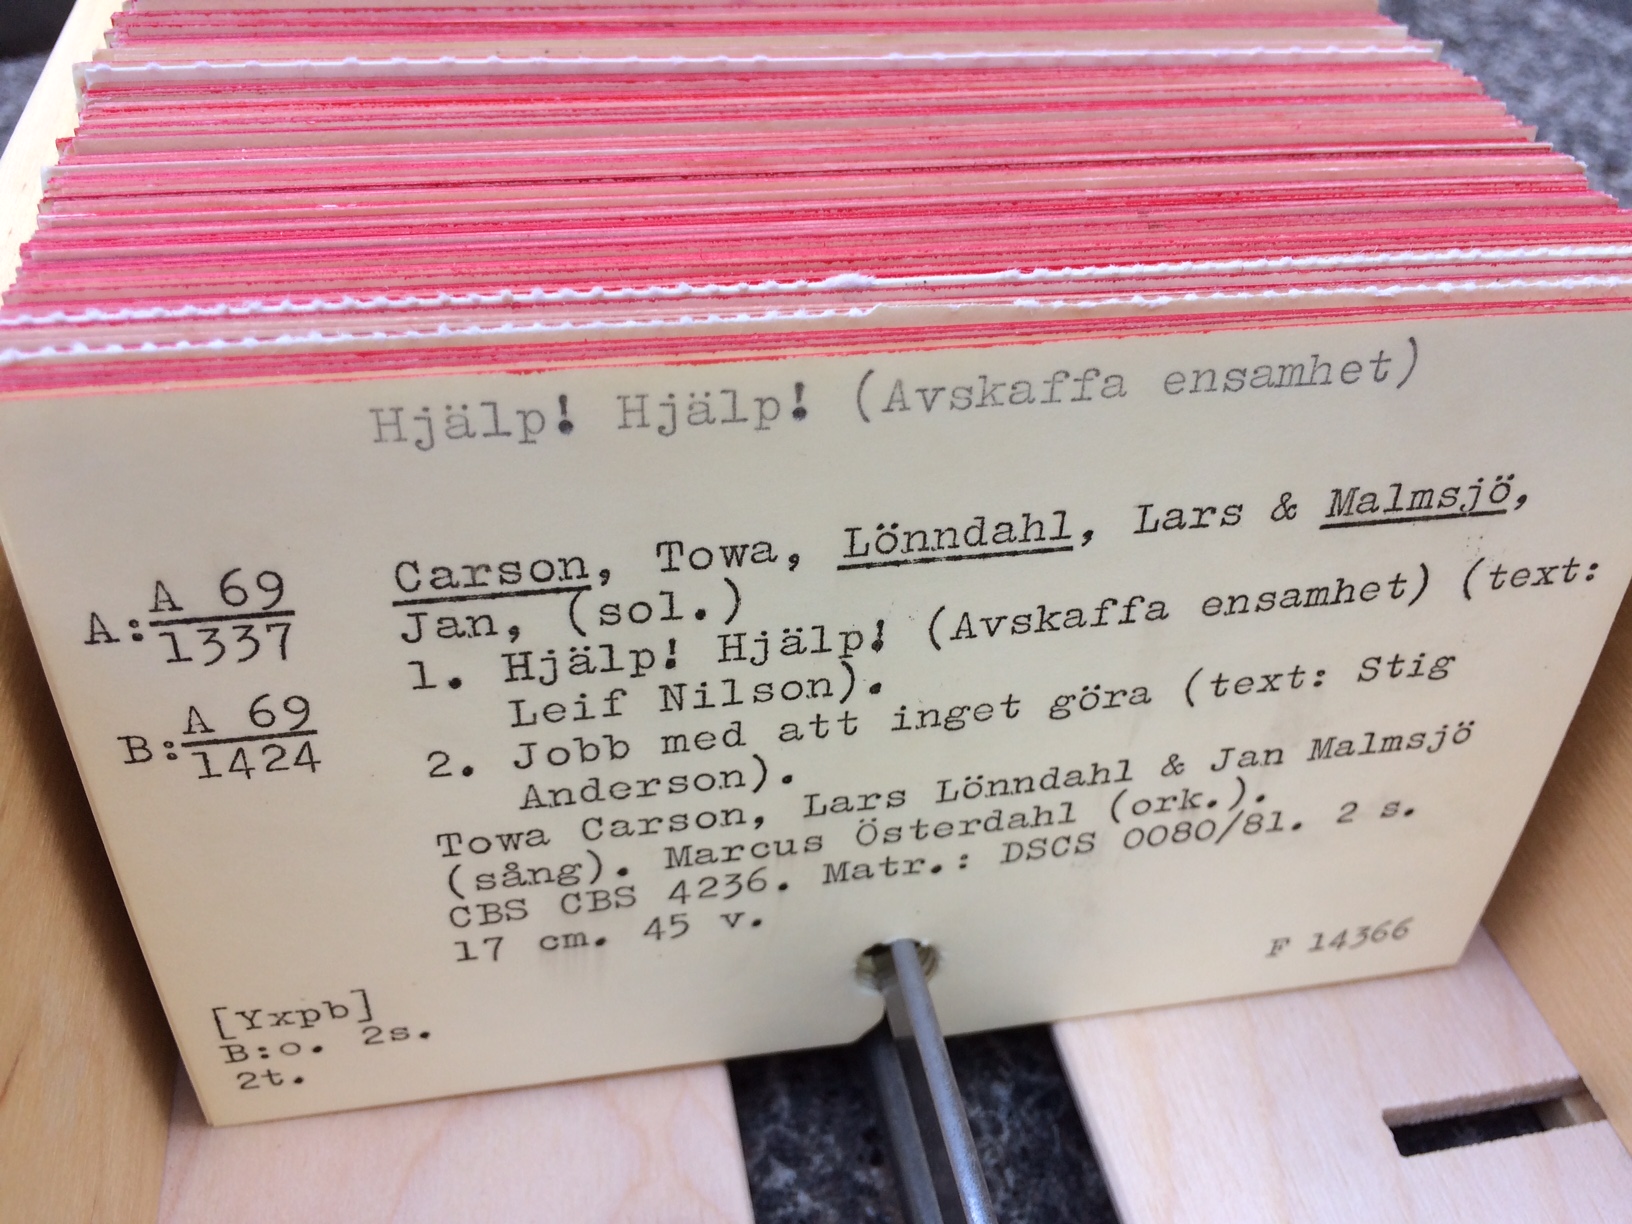 Hjälp! Hjälp! (Avskaffa ensamhet)
A: A 69
1337
B: A 69
1424
Carson, Towa, Lönndahl, Lars & Malmsjö,
Jan, (sol.)
1. Hjälp! Hjälp! (Avskaffa ensamhet) (text:
Leif Nilson).
2. Jobb med att inget göra (text: Stig
Anderson).
Towa Carson, Lars Lönndahl & Jan Malmsjö
(sång). Marcus Österdahl (ork.).
CBS CBS 4236. Matr.: DSCS 0080/81. 2 s.
17 cm. 45 v.
F 14366
[Yxpb]
B:o. 2s.
2t.